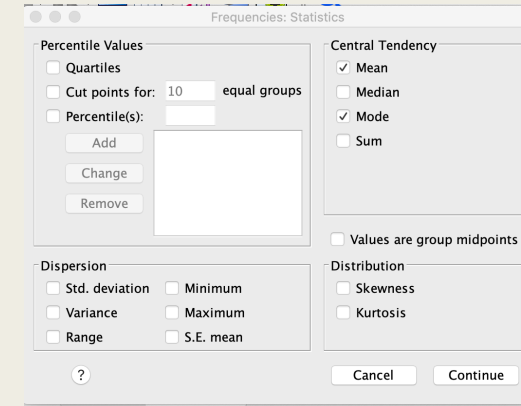 Frequencies: Statistics
Percentile Values
Quartiles
Cut points for: 10 equal groups
Percentile(s):
Add
Change
Remove
Central Tendency
Mean
Median
Mode
Sum
Values are group midpoints
Dispersion
Std. deviation Minimum
Variance Maximum
Range S.E. mean
Distribution
Skewness
Kurtosis
? Cancel Continue